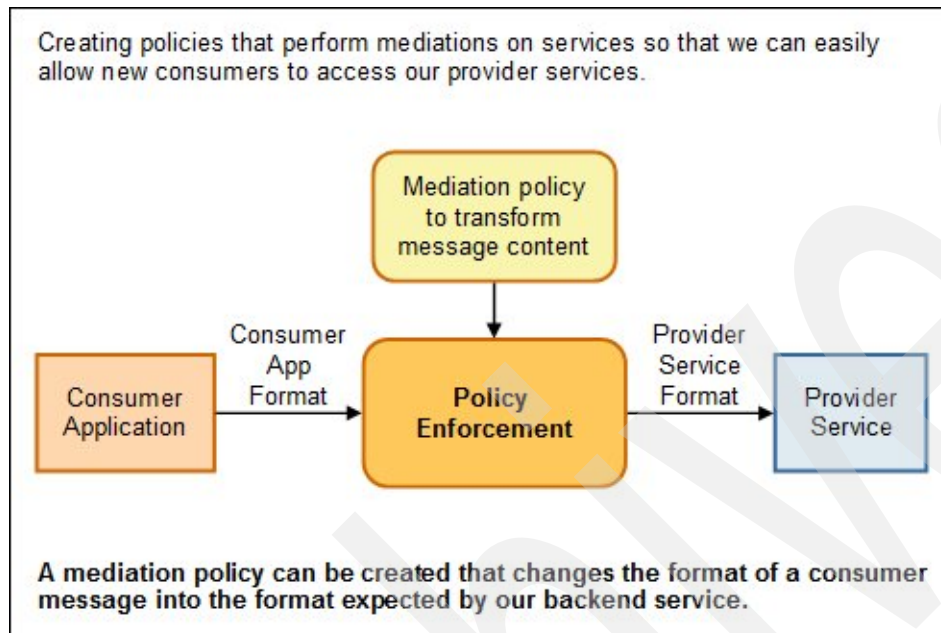 Creating policies that perform mediations on services so that we can easily
allow new consumers to access our provider services.
Mediation policy
to transform
message content
Consumer
App
Format
Provider
Service
Format
Consumer
Application
Policy
Enforcement
Provider
Service
A mediation policy can be created that changes the format of a consumer
message into the format expected by our backend service.